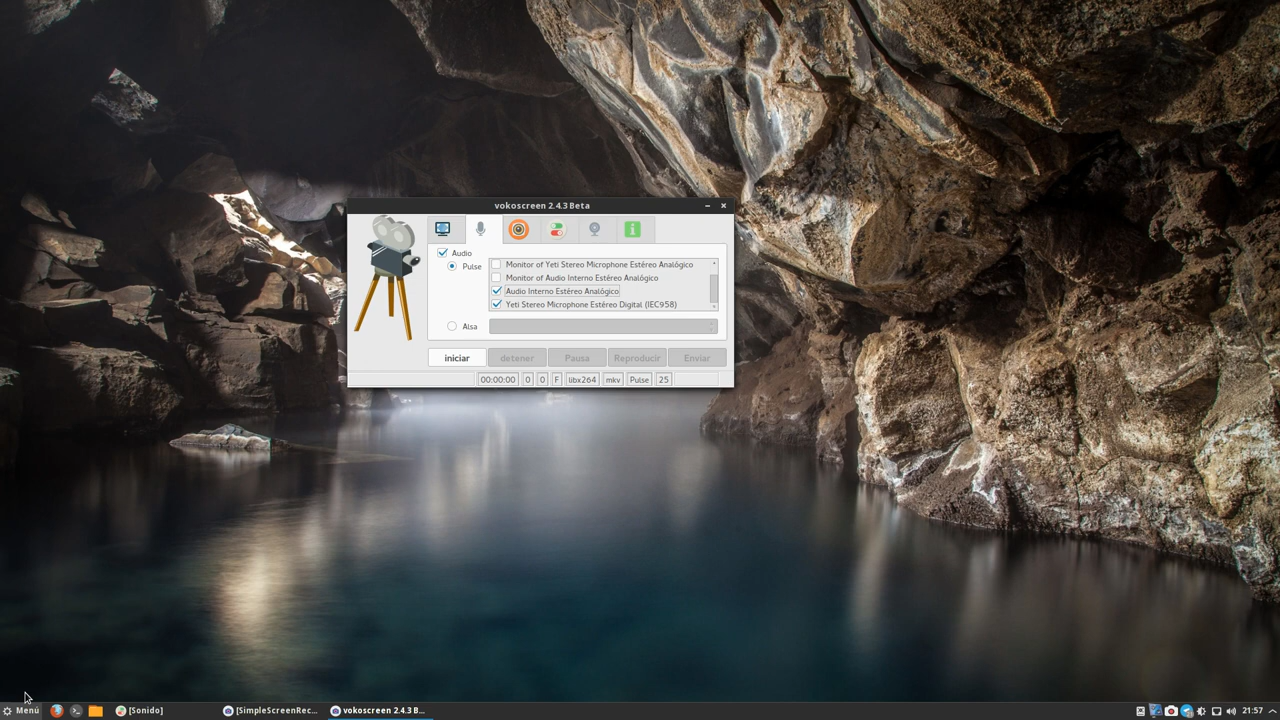 vokoscreen 2.4.3 Beta
Audio
Pulse
Monitor of Yeti Stereo Microphone Estéreo Analógico
Monitor of Audio Interno Estéreo Analógico
Audio Interno Estéreo Analógico
Yeti Stereo Microphone Estéreo Digital (IEC958)
Alsa
iniciar detener Pausa Reproducir Enviar
00:00:00 0 0 F libx264 mkv Pulse 25
Menú [Sonido] [SimpleScreenRec... vokoscreen 2.4.3 B... 21:57